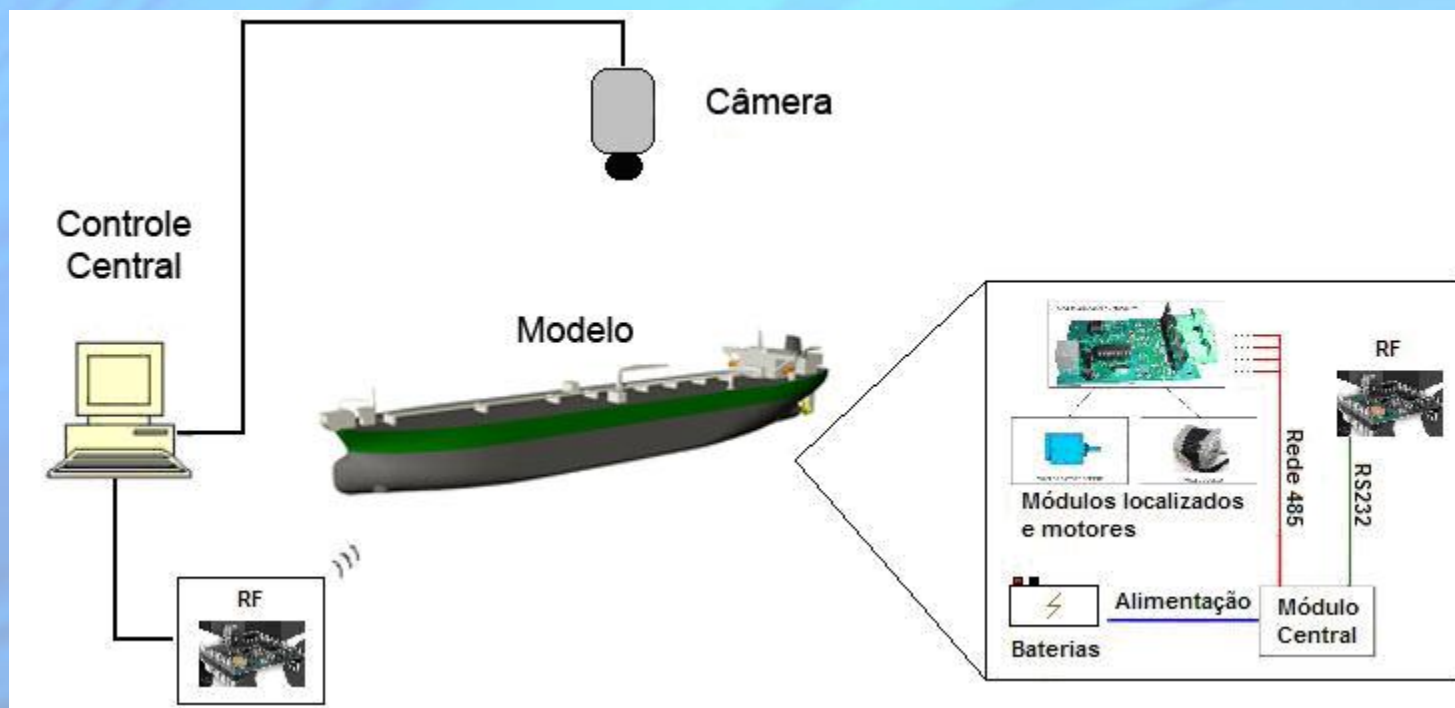 Câmera
Controle
Central
Modelo
RF
RF
Rede 485
RS232
Módulos localizados
e motores
Alimentação
Baterias
Módulo
Central